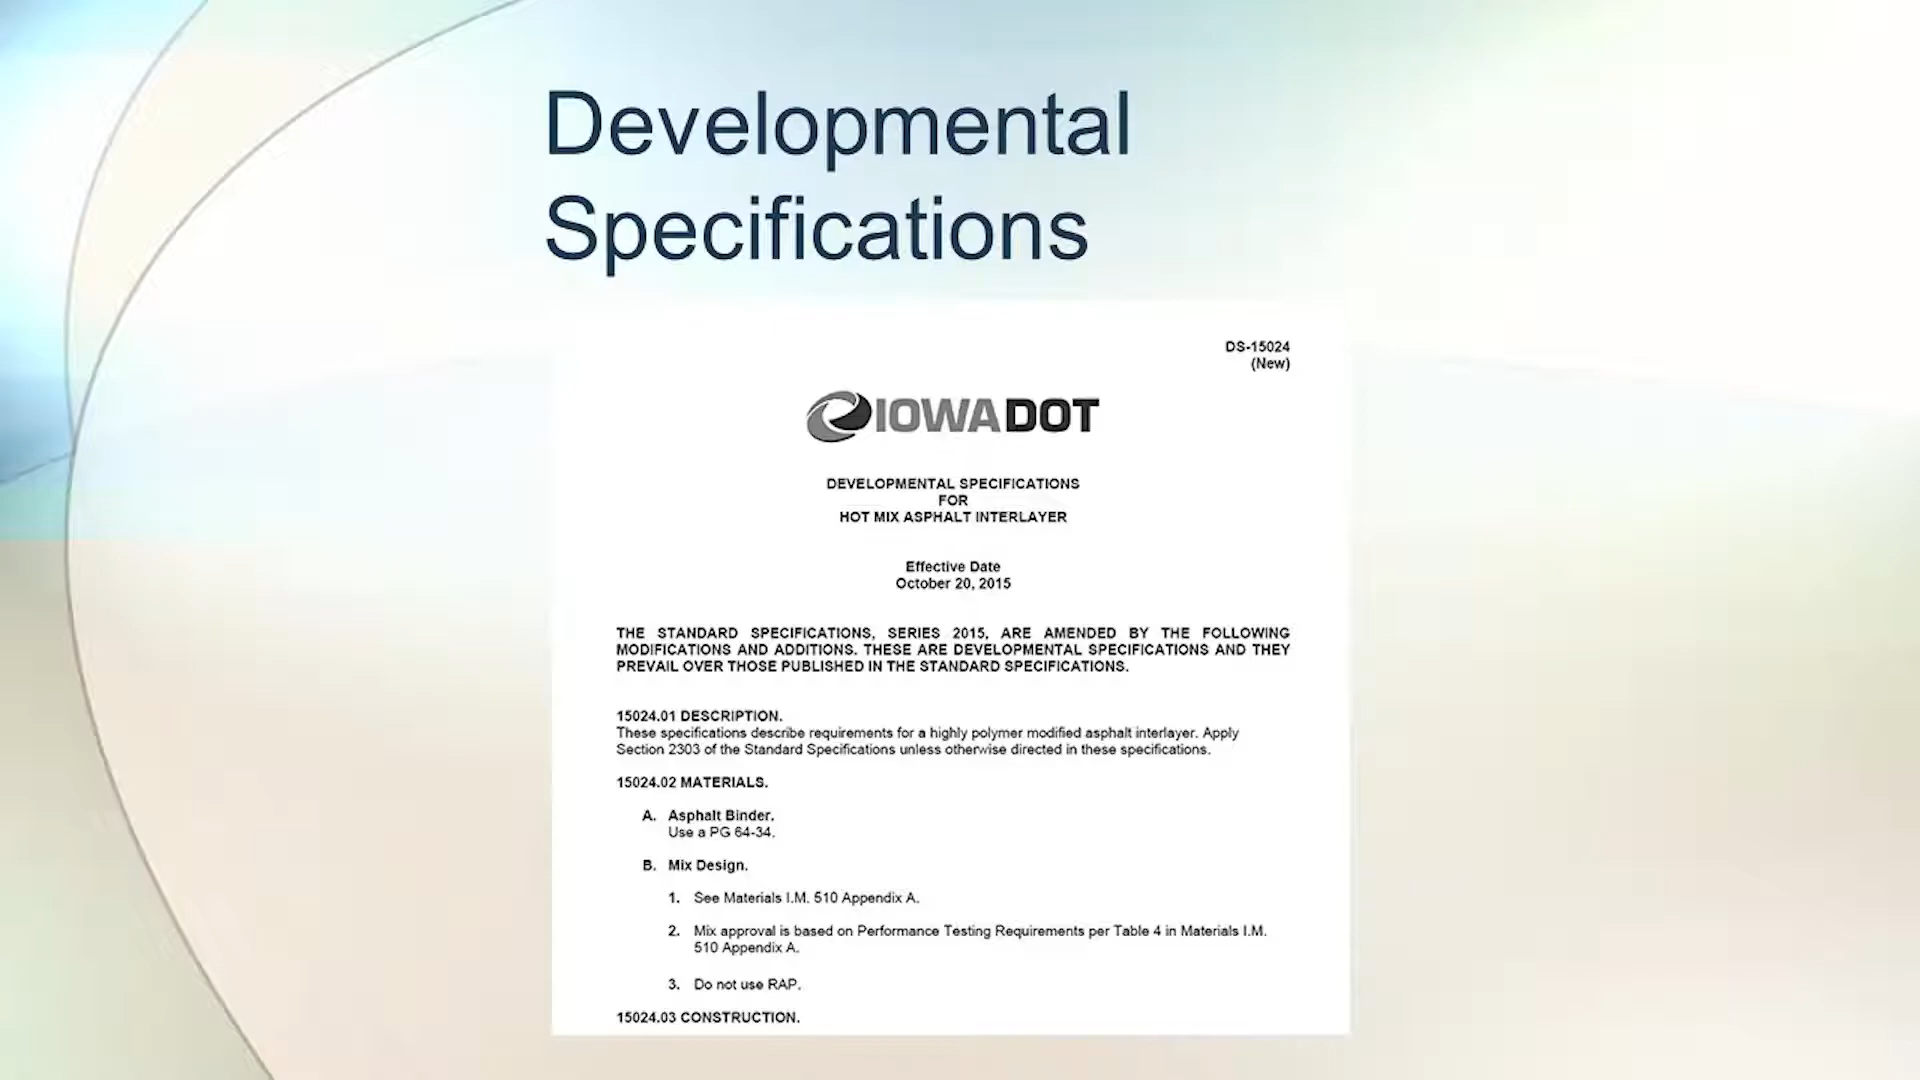 Developmental
Specifications
DS-15024
(New)
IOWADOT
DEVELOPMENTAL SPECIFICATIONS
FOR
HOT MIX ASPHALT INTERLAYER
Effective Date
October 20, 2015
THE STANDARD SPECIFICATIONS, SERIES 2015, ARE AMENDED BY THE FOLLOWING
MODIFICATIONS AND ADDITIONS. THESE ARE DEVELOPMENTAL SPECIFICATIONS AND THEY
PREVAIL OVER THOSE PUBLISHED IN THE STANDARD SPECIFICATIONS.
15024.01 DESCRIPTION.
These specifications describe requirements for a highly polymer modified asphalt interlayer. Apply
Section 2303 of the Standard Specifications unless otherwise directed in these specifications.
15024.02 MATERIALS.
A. Asphalt Binder.
Use a PG 64-34.
B. Mix Design.
1. See Materials I.M. 510 Appendix A.
2. Mix approval is based on Performance Testing Requirements per Table 4 in Materials I.M.
510 Appendix A.
3. Do not use RAP.
15024.03 CONSTRUCTION.